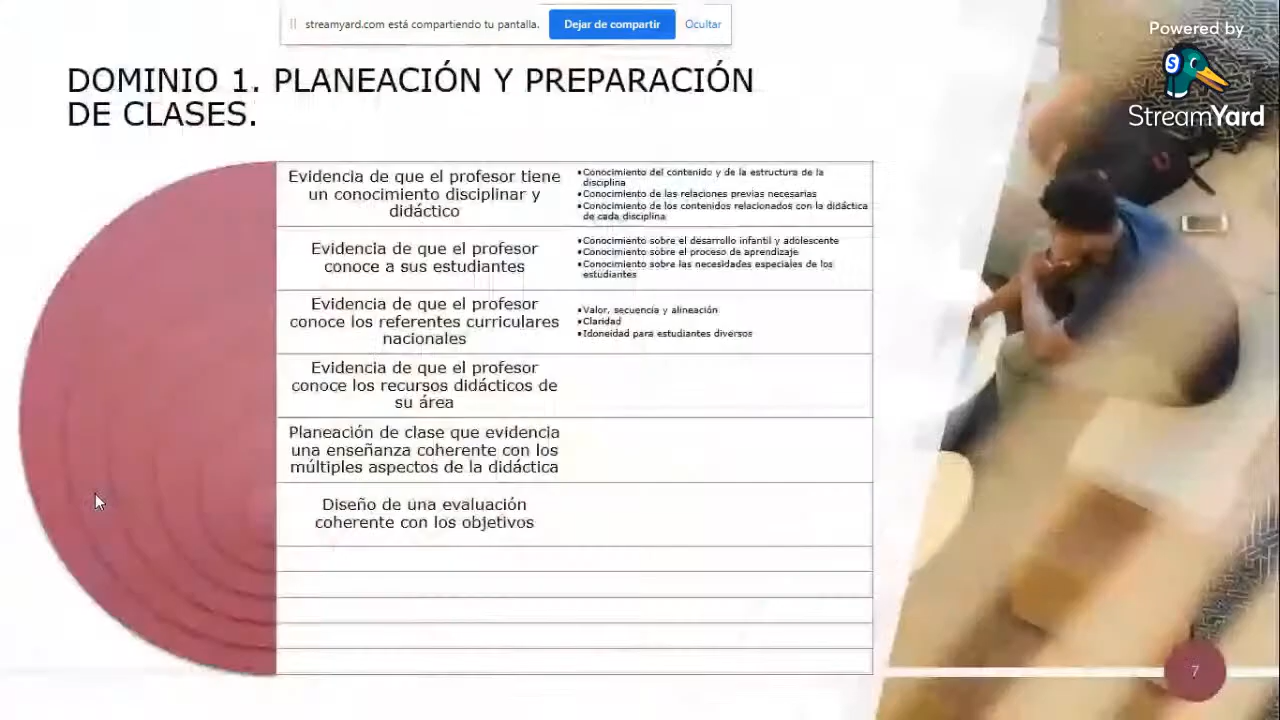 streamyard.com está compartiendo tu pantalla.
Dejar de compartir
Ocultar
Powered by
StreamYard
DOMINIO 1. PLANEACIÓN Y PREPARACIÓN
DE CLASES.
Evidencia de que el profesor tiene
un conocimiento disciplinar y
didáctico
•Conocimiento del contenido y de la estructura de la
disciplina
•Conocimiento de las relaciones previas necesarias
•Conocimiento de los contenidos relacionados con la didáctica
de cada disciplina
Evidencia de que el profesor
conoce a sus estudiantes
•Conocimiento sobre el desarrollo infantil y adolescente
•Conocimiento sobre el proceso de aprendizaje
•Conocimiento sobre las necesidades especiales de los
estudiantes
Evidencia de que el profesor
conoce los referentes curriculares
nacionales
•Valor, secuencia y alineación
•Claridad
•Idoneidad para estudiantes diversos
Evidencia de que el profesor
conoce los recursos didácticos de
su área
Planeación de clase que evidencia
una enseñanza coherente con los
múltiples aspectos de la didáctica
Diseño de una evaluación
coherente con los objetivos
7